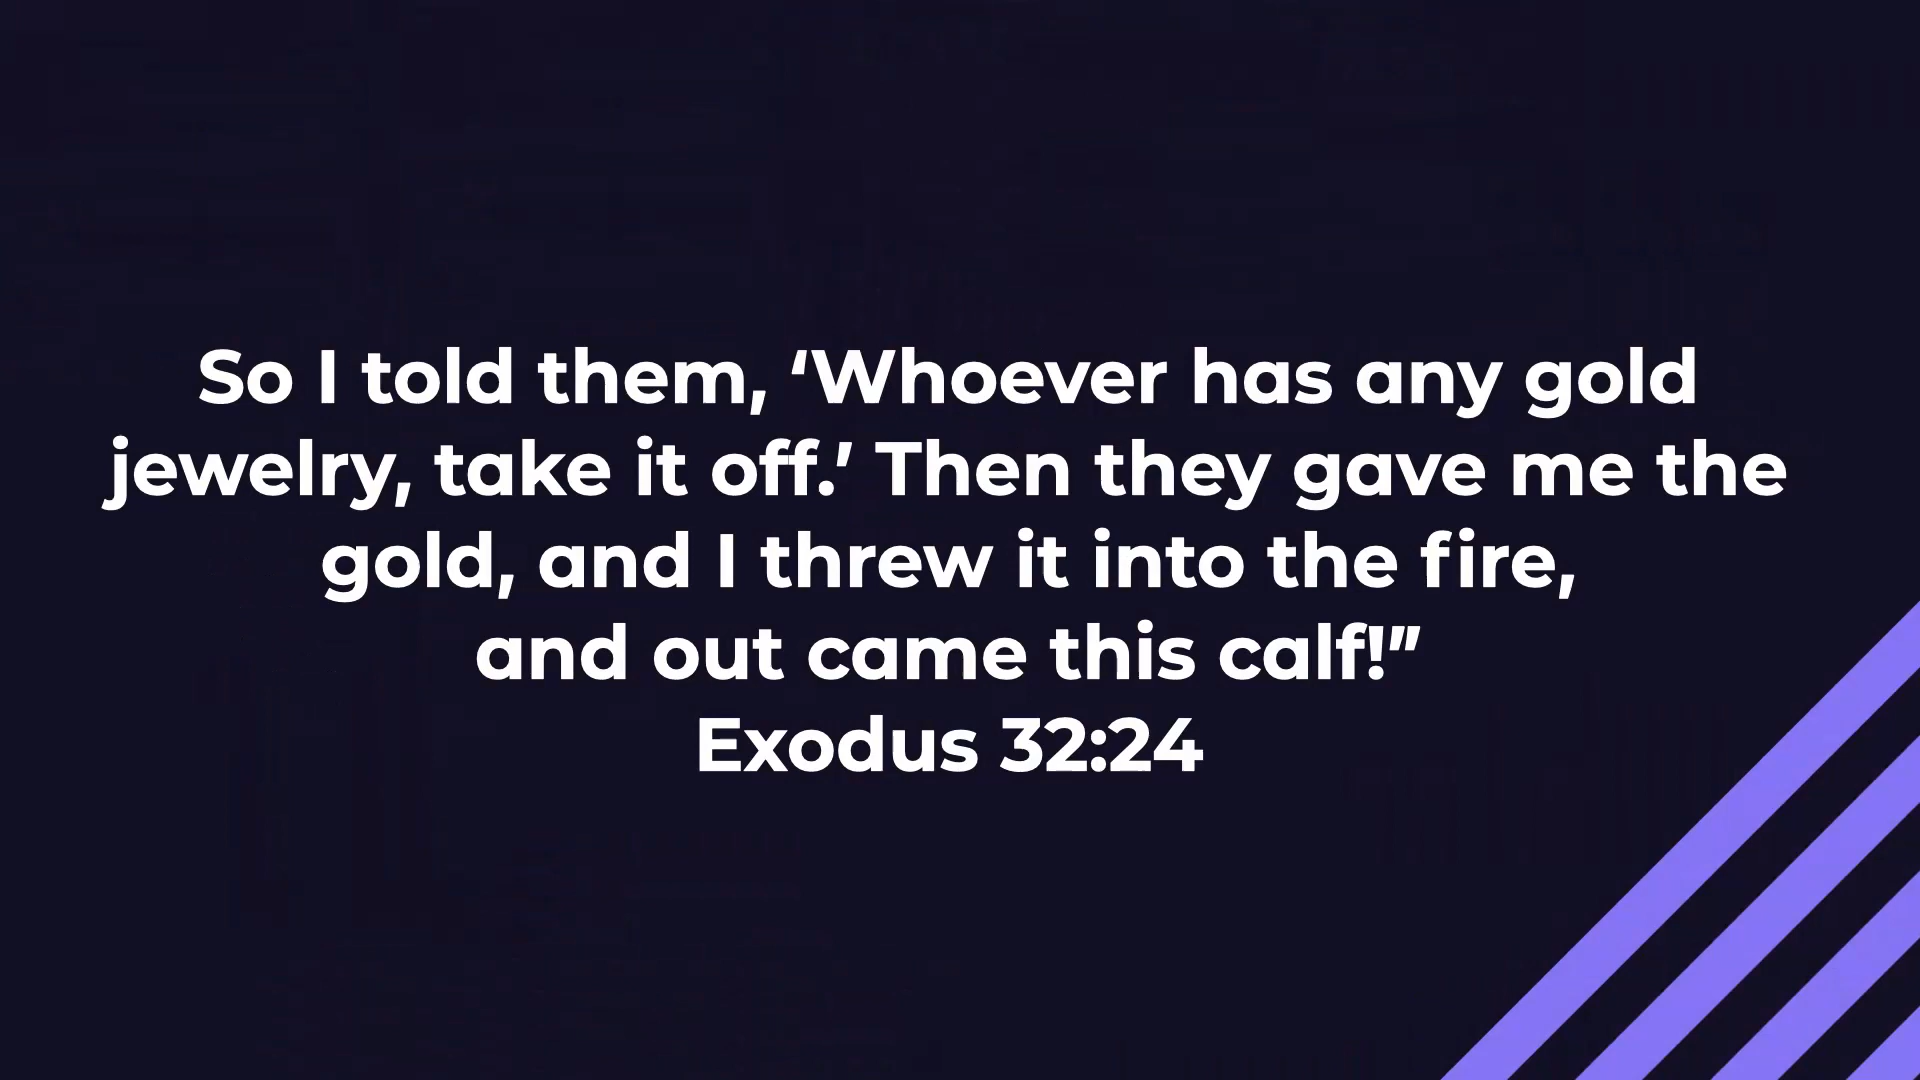 So I told them, ‘Whoever has any gold
jewelry, take it off.’ Then they gave me the
gold, and I threw it into the fire,
and out came this calf!”
Exodus 32:24